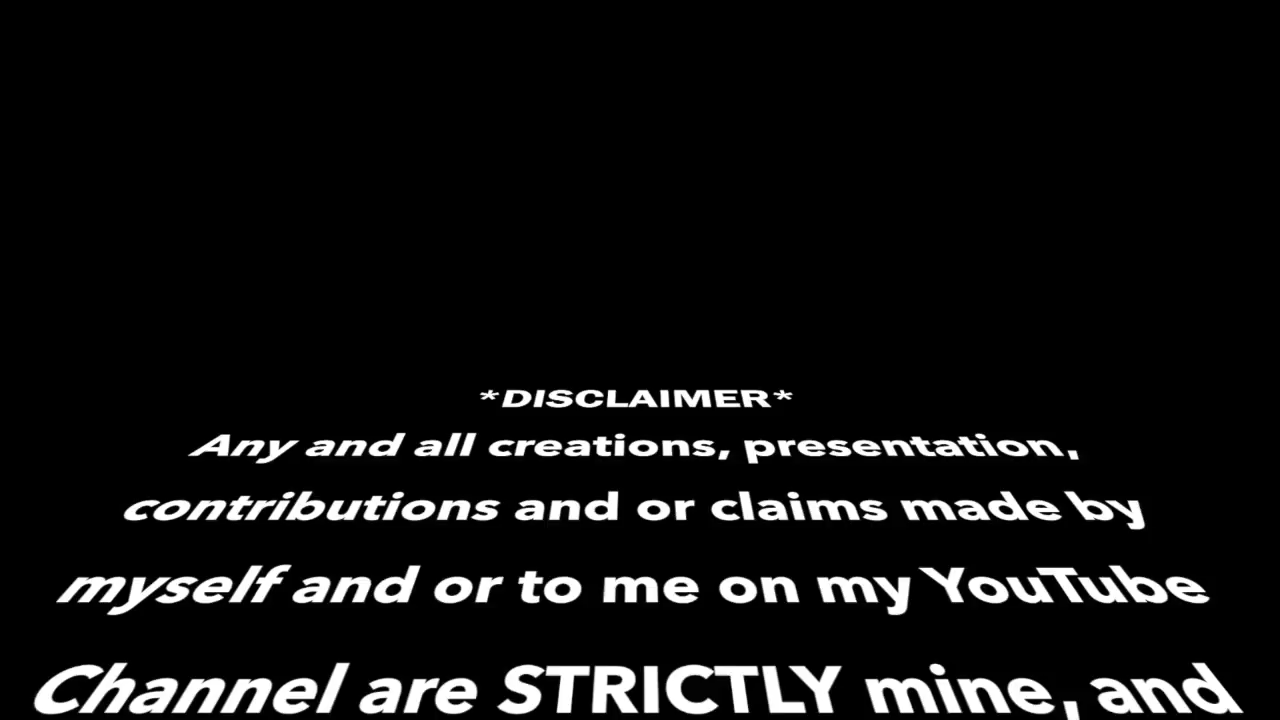 *DISCLAIMER*
Any and all creations, presentation,
contributions and or claims made by
myself and or to me on my YouTube
Channel are STRICTLY mine, and